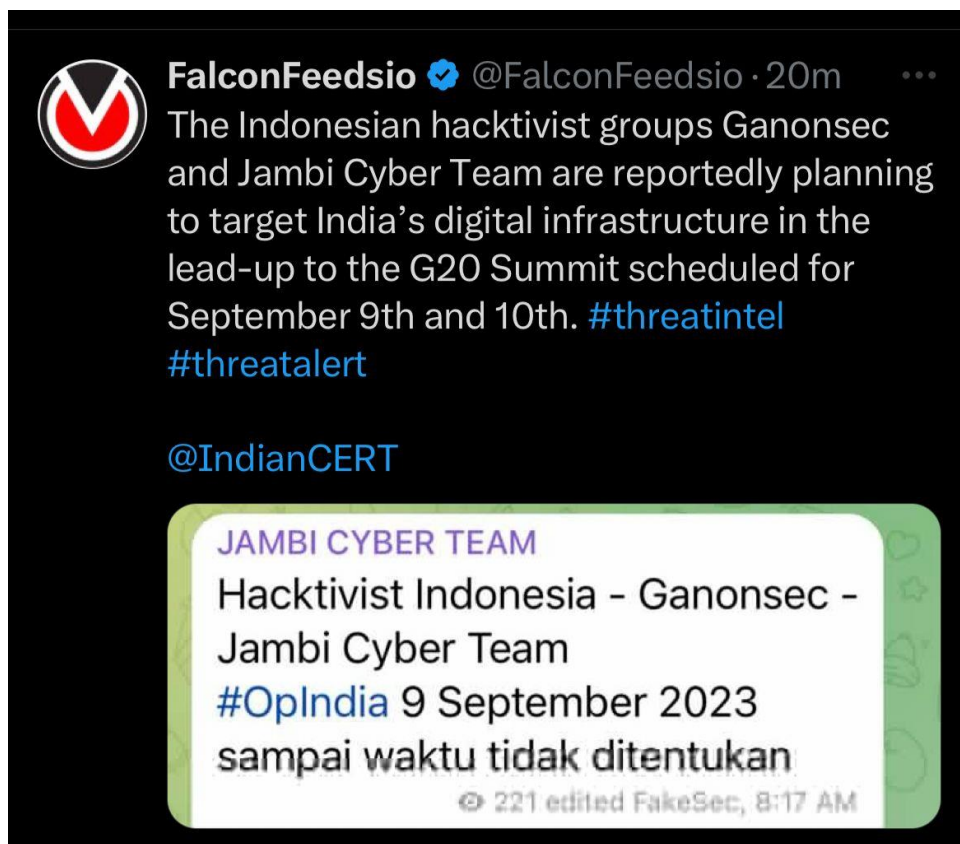 FalconFeedsio @FalconFeedsio · 20m
The Indonesian hacktivist groups Ganonsec
and Jambi Cyber Team are reportedly planning
to target India’s digital infrastructure in the
lead-up to the G20 Summit scheduled for
September 9th and 10th. #threatintel
#threatalert
@IndianCERT
JAMBI CYBER TEAM
Hacktivist Indonesia - Ganonsec -
Jambi Cyber Team
#OpIndia 9 September 2023
sampai waktu tidak ditentukan
221 edited FakeSec, 8:17 AM